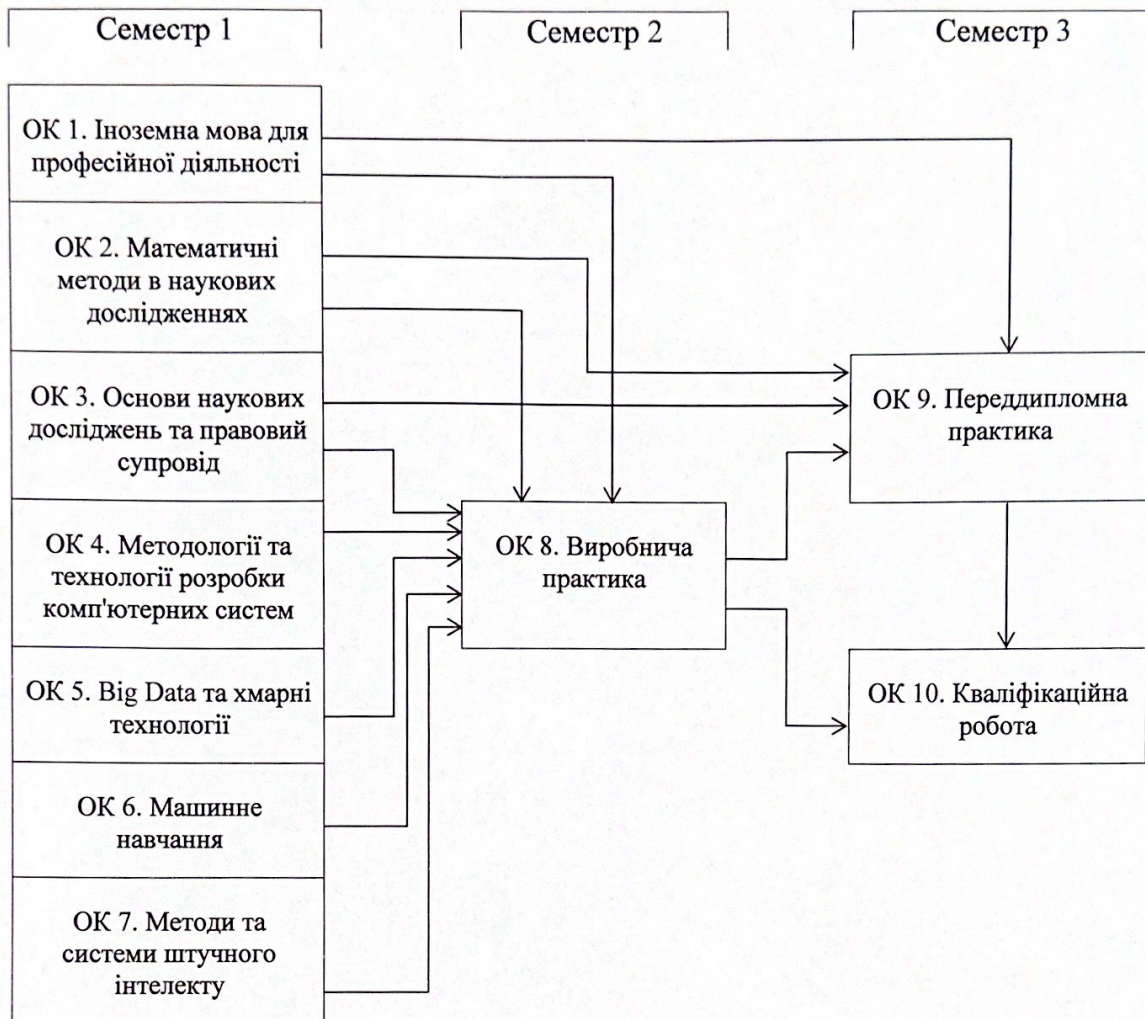 Семестр 1
Семестр 2
Семестр 3
ОК 1. Іноземна мова для
професійної діяльності
ОК 2. Математичні
методи в наукових
дослідженнях
ОК 3. Основи наукових
досліджень та правовий
супровід
ОК 4. Методології та
технології розробки
комп'ютерних систем
ОК 5. Big Data та хмарні
технології
ОК 6. Машинне
навчання
ОК 7. Методи та
системи штучного
інтелекту
ОК 8. Виробнича
практика
ОК 9. Переддипломна
практика
ОК 10. Кваліфікаційна
робота